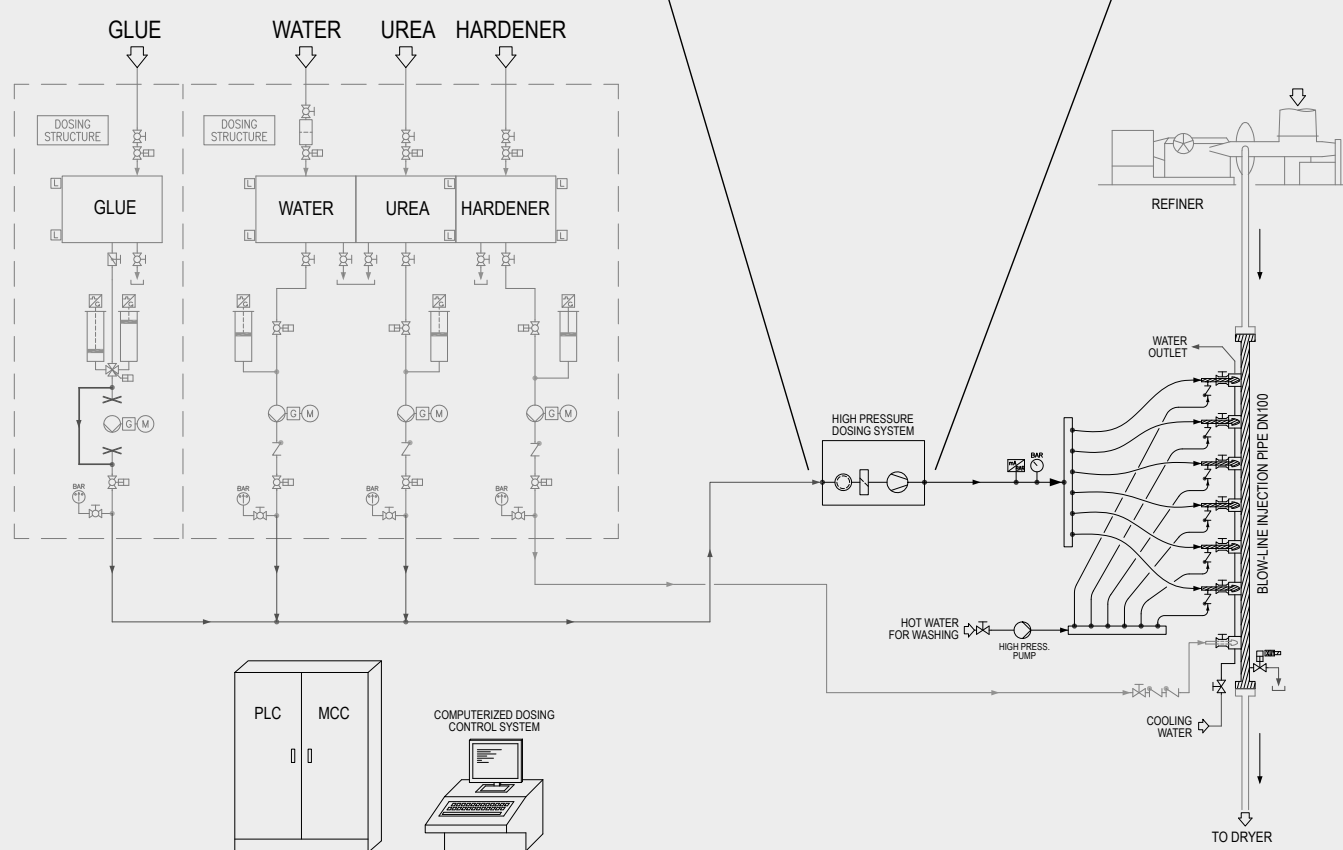 GLUE
WATER
UREA
HARDENER
DOSING
STRUCTURE
DOSING
STRUCTURE
L
L
L
L
L
L
L
L
GLUE
WATER
UREA
HARDENER
REFINER
G
M
G
M
G
M
G
M
BAR
BAR
BAR
BAR
WATER
OUTLET
HIGH PRESSURE
DOSING SYSTEM
mA
BAR
BAR
BLOW-LINE INJECTION PIPE DN100
HOT WATER
FOR WASHING
HIGH PRESS.
PUMP
PLC
MCC
COMPUTERIZED DOSING
CONTROL SYSTEM
COOLING
WATER
TO DRYER